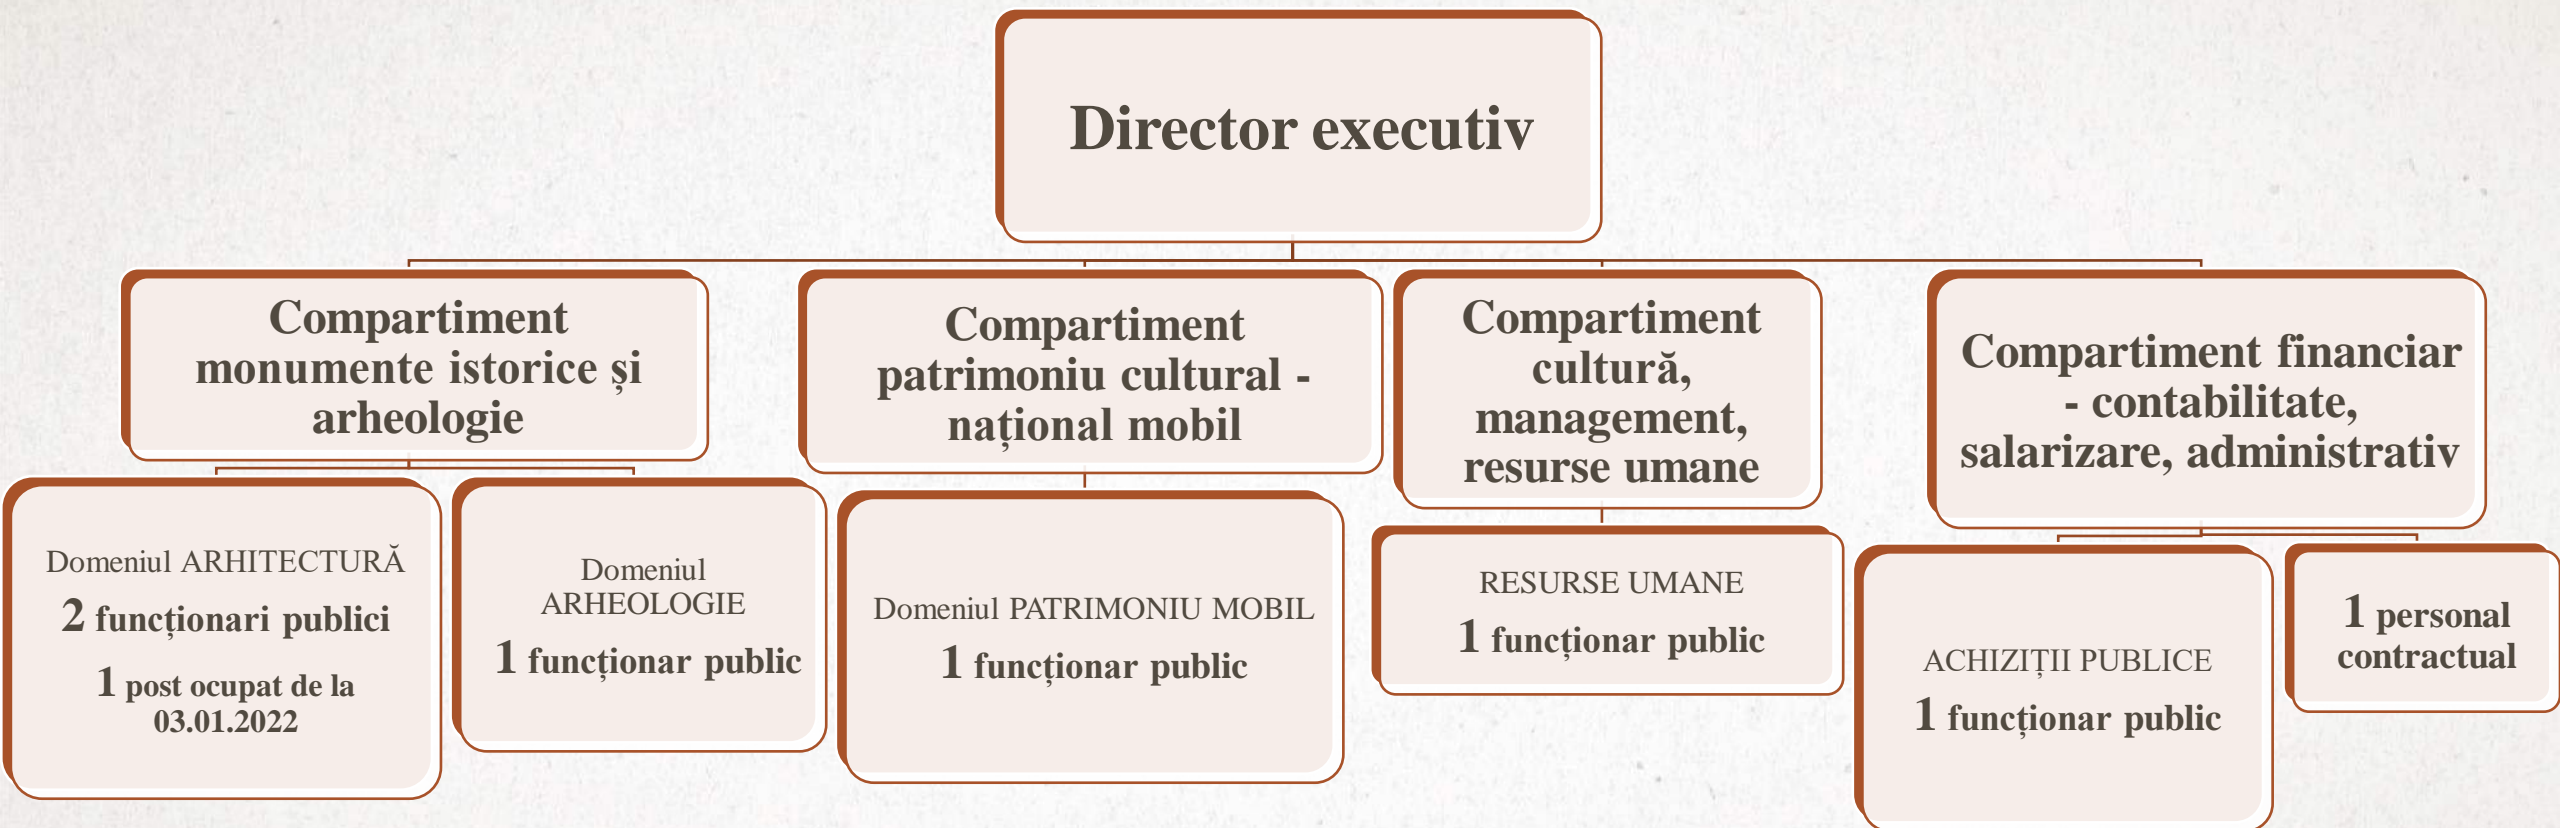 Director executiv
Compartiment
monumente istorice și
arheologie
Compartiment
patrimoniu cultural -
național mobil
Compartiment
cultură,
management,
resurse umane
Compartiment financiar
- contabilitate,
salarizare, administrativ
Domeniul ARHITECTURĂ
2 funcționari publici
1 post ocupat de la
03.01.2022
Domeniul
ARHEOLOGIE
1 funcționar public
Domeniul PATRIMONIU MOBIL
1 funcționar public
RESURSE UMANE
1 funcționar public
ACHIZIȚII PUBLICE
1 funcționar public
1 personal
contractual